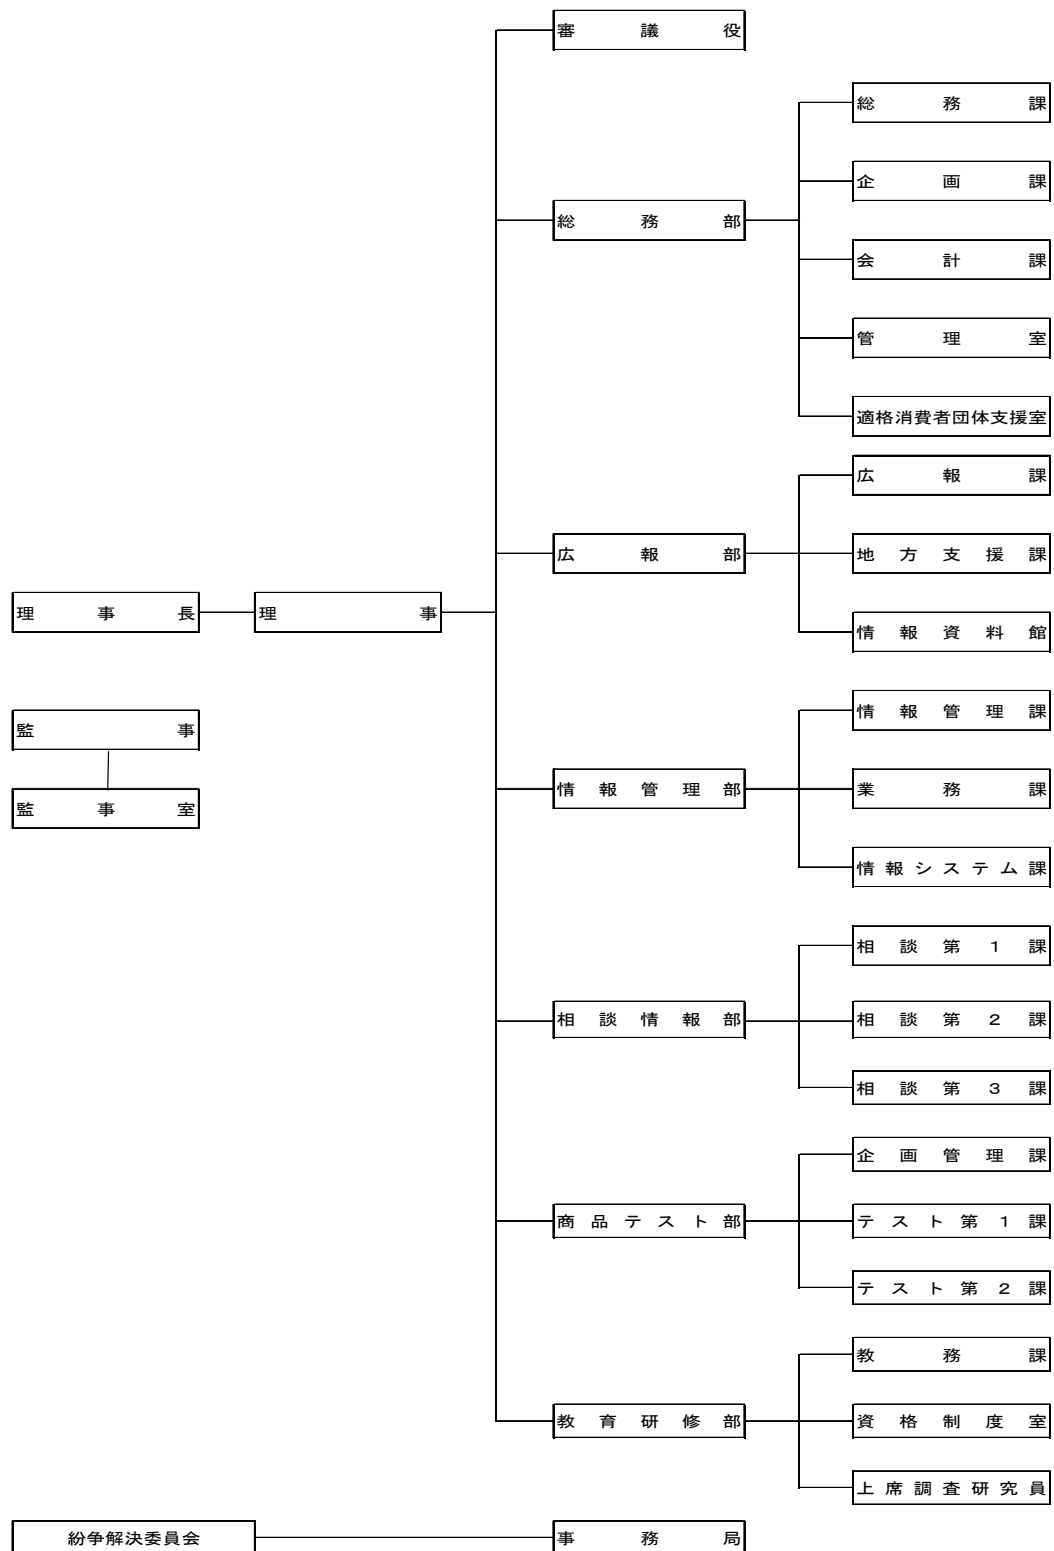 審議役
総務課
企画課
総務部
会計課
管理室
適格消費者団体支援室
広報課
広報部
地方支援課
理事長
理事
情報資料館
監事
情報管理課
監事室
情報管理部
業務課
情報システム課
相談第1課
相談情報部
相談第2課
相談第3課
企画管理課
商品テスト部
テスト第1課
テスト第2課
教務課
教育研修部
資格制度室
上席調査研究員
紛争解決委員会
事務局